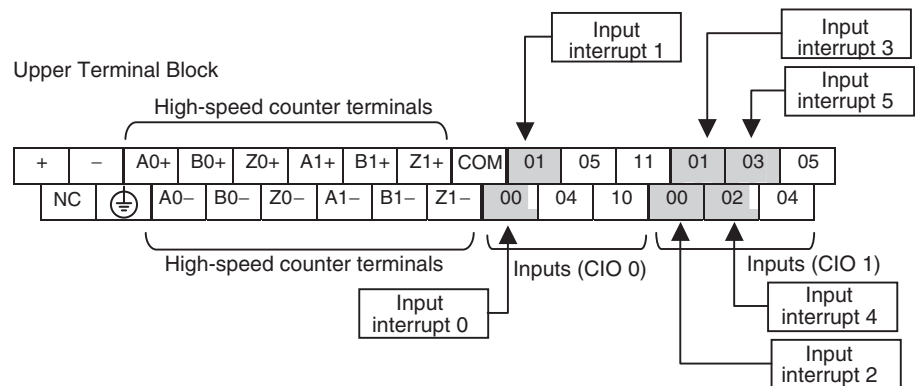 Input
interrupt 1
Input
interrupt 3
Upper Terminal Block
Input
interrupt 5
High-speed counter terminals
+ − A0+ B0+ Z0+ A1+ B1+ Z1+ COM 01 05 11 01 03 05
NC A0− B0− Z0− A1− B1− Z1− 00 04 10 00 02 04
High-speed counter terminals
Inputs (CIO 0)
Inputs (CIO 1)
Input
interrupt 0
Input
interrupt 4
Input
interrupt 2